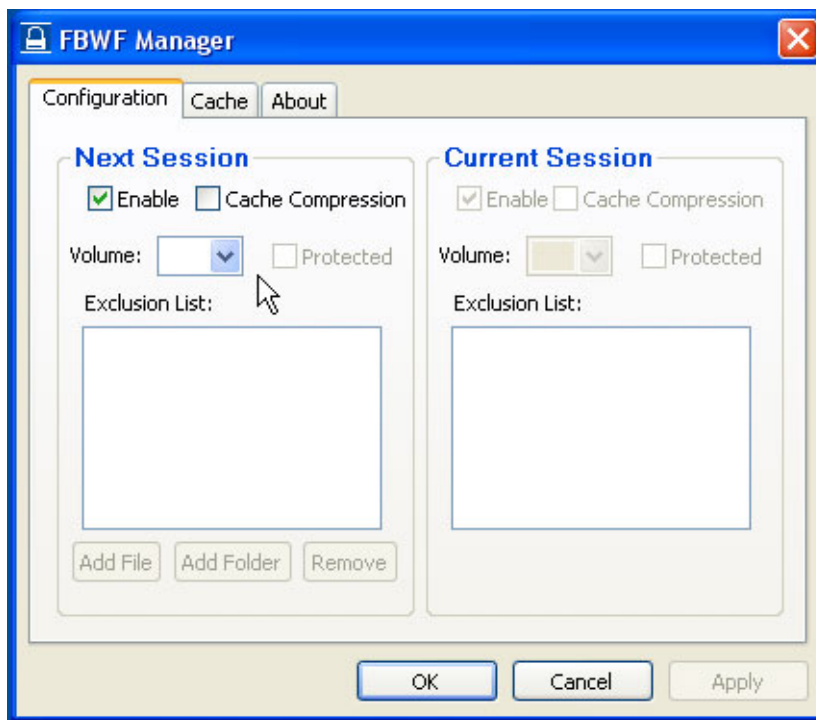 FBWF Manager
Configuration Cache About
Next Session
Enable Cache Compression
Volume: Protected
Exclusion List:
Add File Add Folder Remove
Current Session
Enable Cache Compression
Volume: Protected
Exclusion List:
OK Cancel Apply